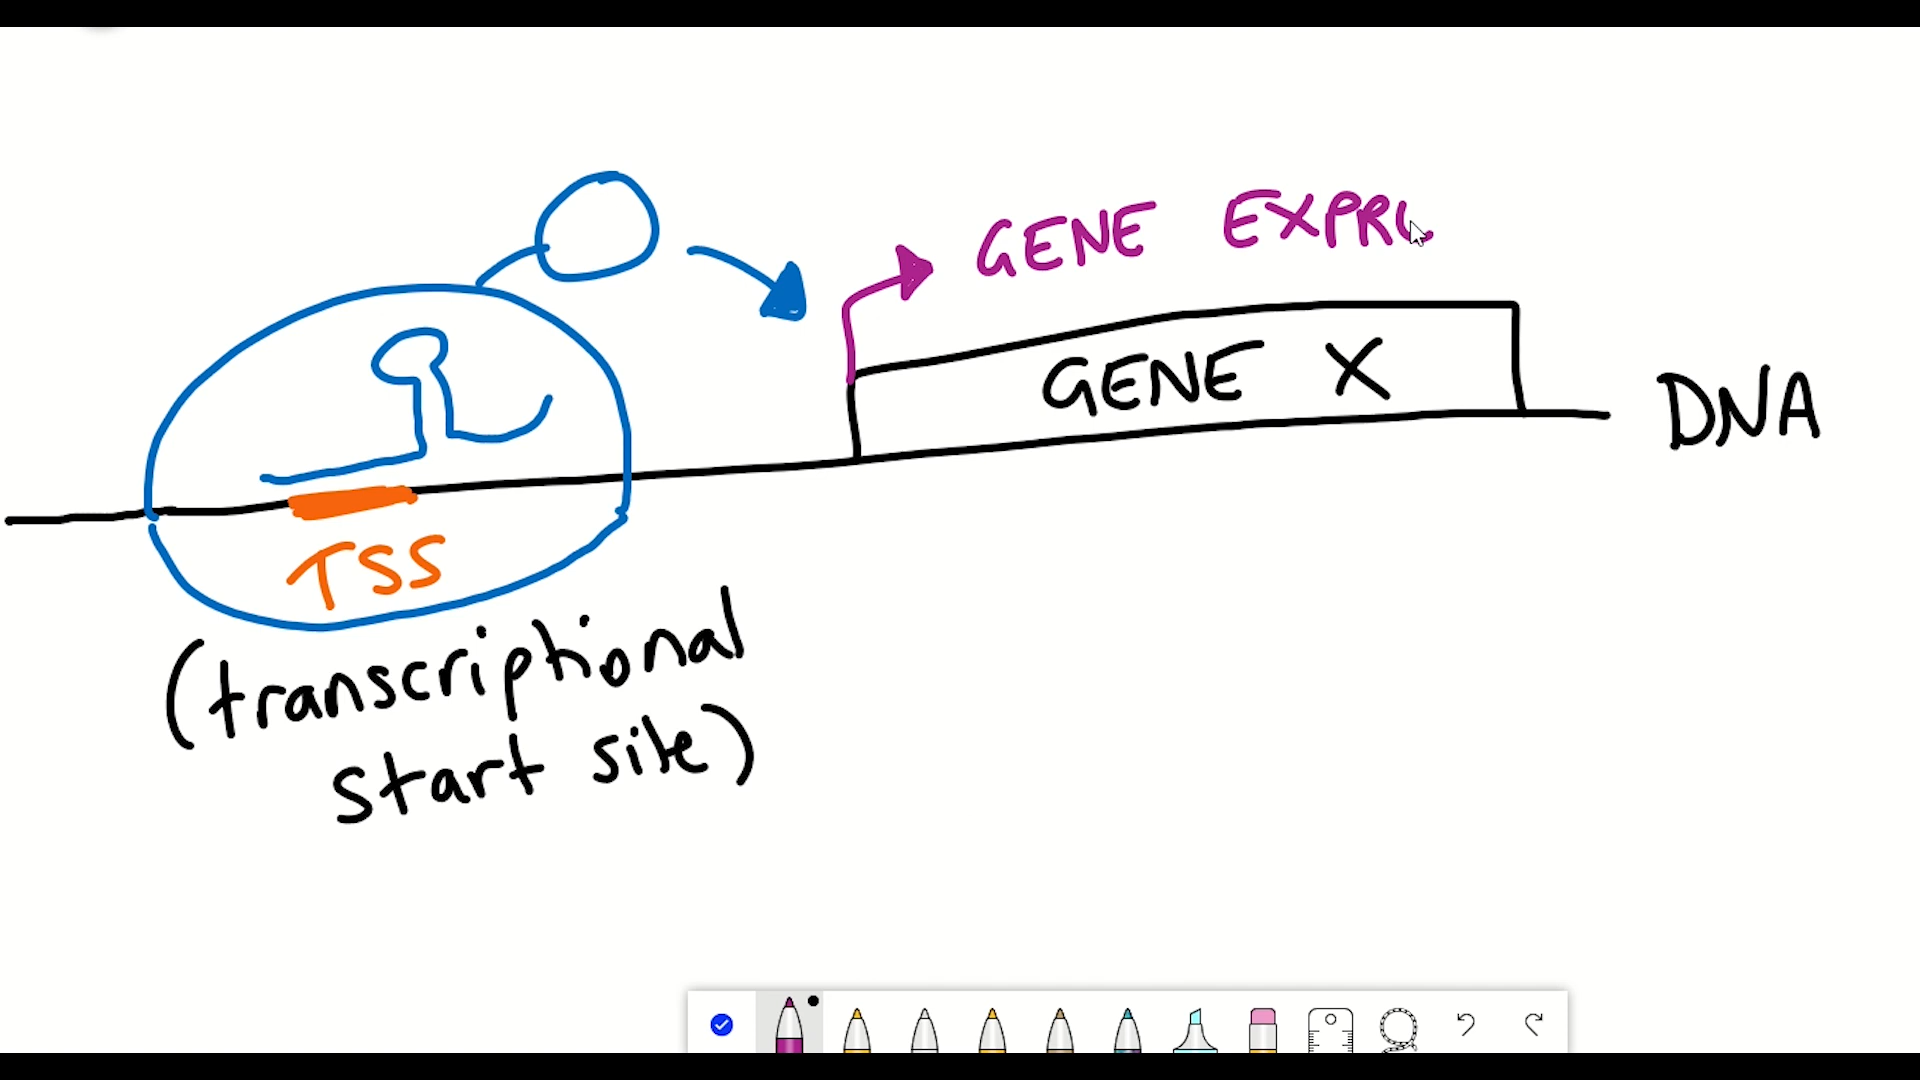 GENE EXPR
GENE X
DNA
TSS
(transcriptional
start site)